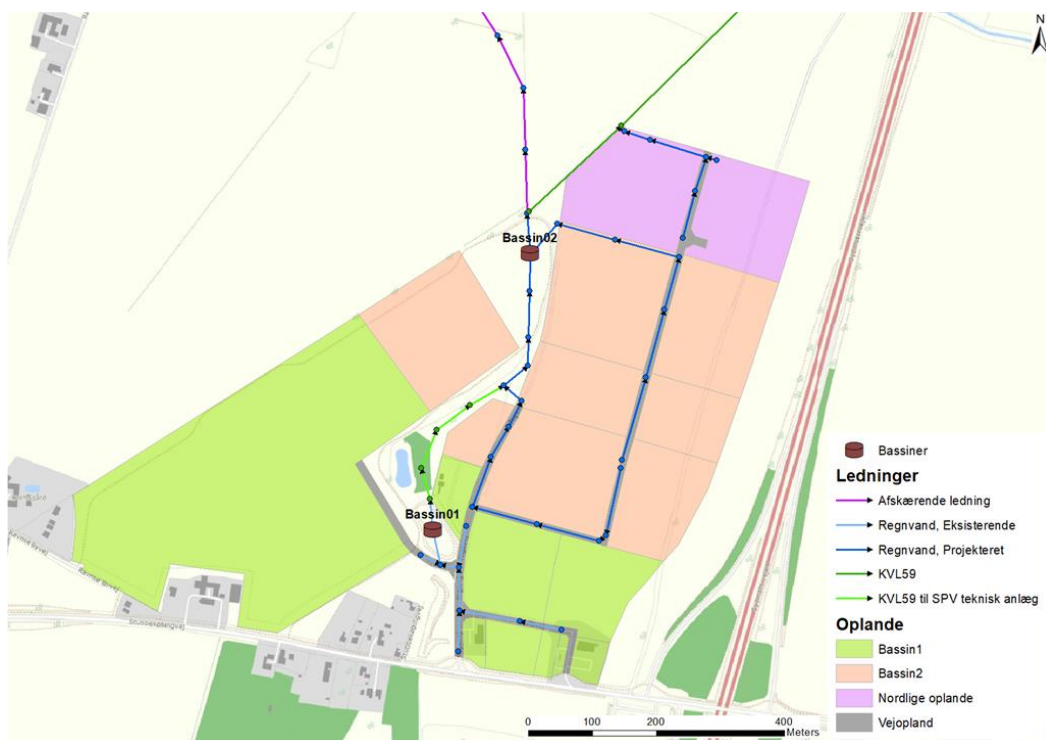 N
Bassin02
Bassin01
Bassiner
Ledninger
Afskærende ledning
Regnvand, Eksisterende
Regnvand, Projekteret
KVL59
KVL59 til SPV teknisk anlæg
Oplande
Bassin1
Bassin2
Nordlige oplande
Vejopland
0 100 200 400
Meters